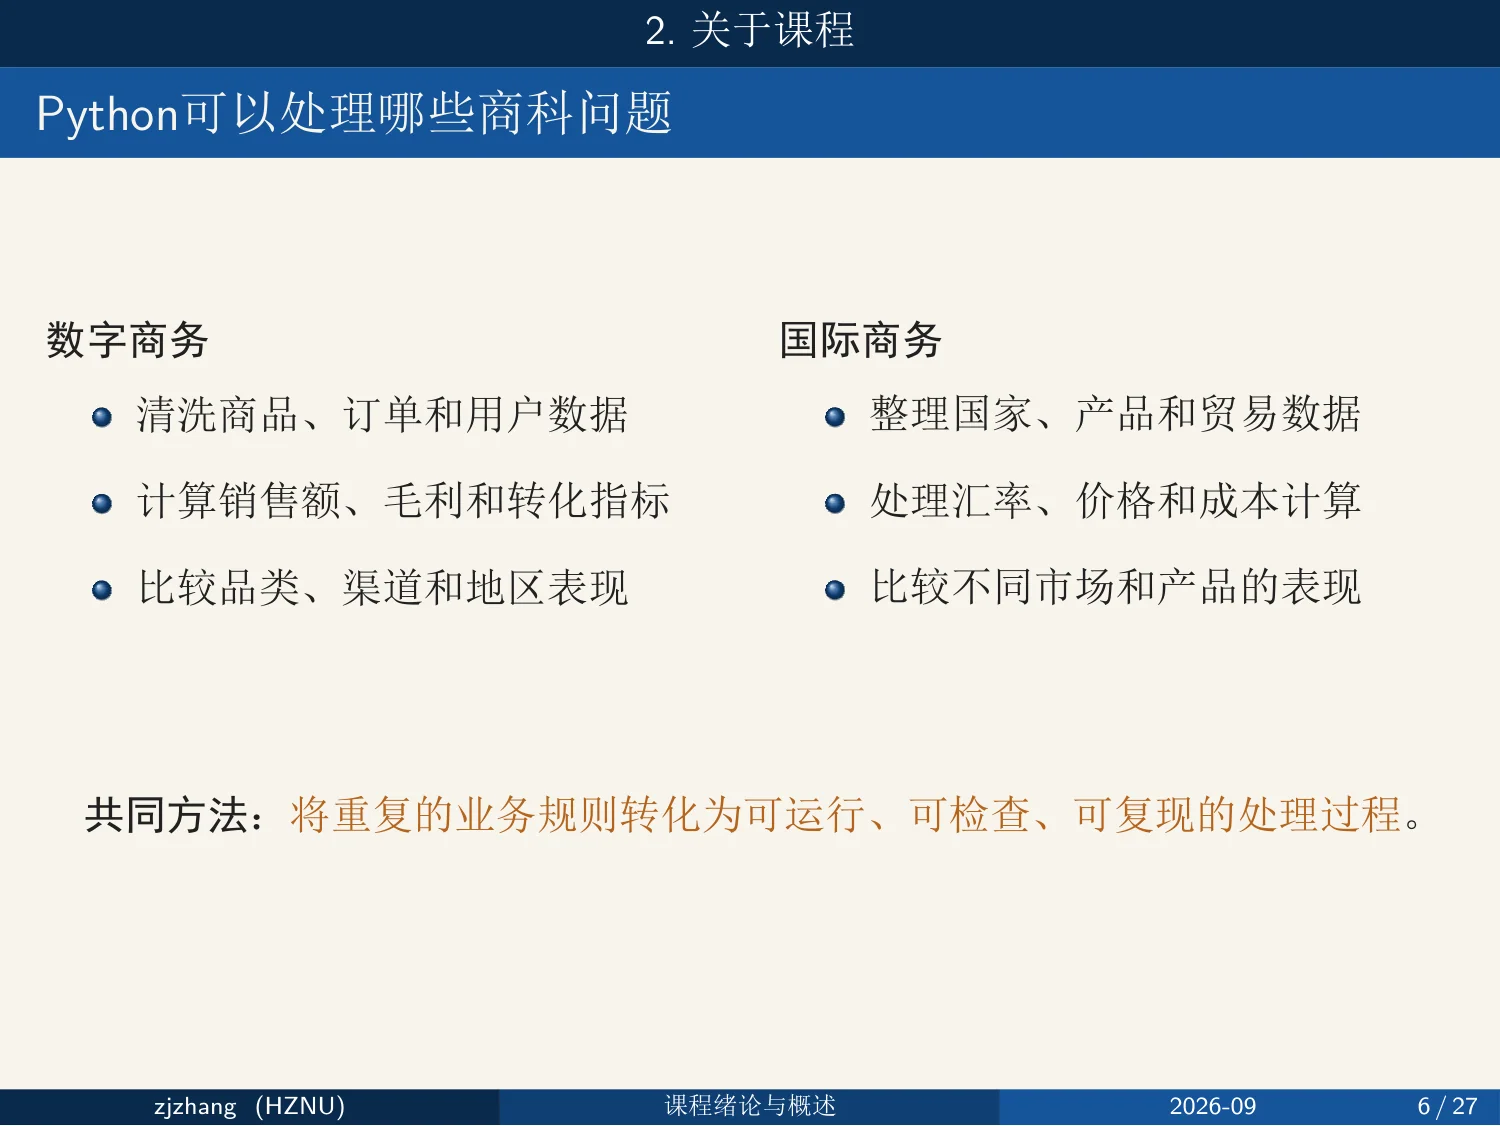 2. 关于课程
Python可以处理哪些商科问题
数字商务
清洗商品、订单和用户数据
计算销售额、毛利和转化指标
比较品类、渠道和地区表现
国际商务
整理国家、产品和贸易数据
处理汇率、价格和成本计算
比较不同市场和产品的表现
共同方法：将重复的业务规则转化为可运行、可检查、可复现的处理过程。
zjzhang (HZNU)
课程绪论与概述
2026-09
6 / 27